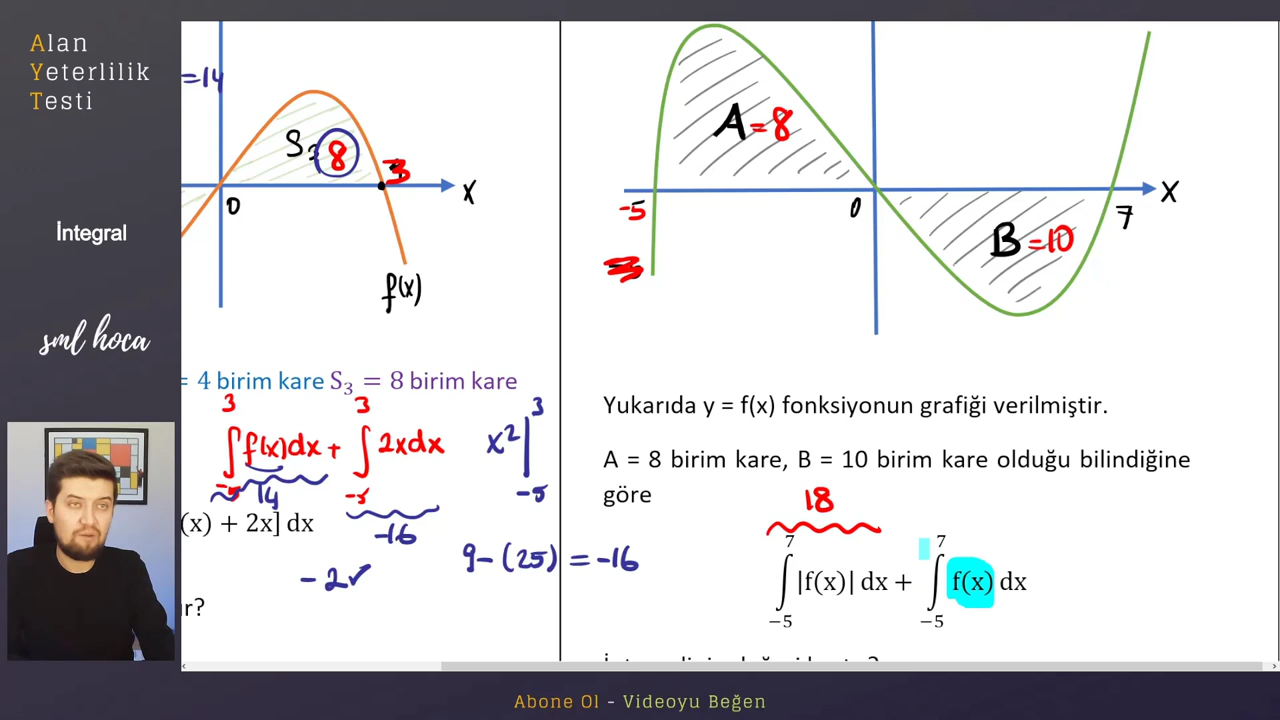 Alan
Yeterlilik
Testi
İntegral
sml hoca
=14
S₃
8
3
0
X
f(x)
= 4 birim kare S₃ = 8 birim kare
3
∫ f(x)dx +
-5
14
3
∫ 2xdx
-5
-16
x² |
3
-5
(x) + 2x] dx
9-(25) = -16
-2✓
ır?
A=8
-5
0
7
X
B=10
Yukarıda y = f(x) fonksiyonun grafiği verilmiştir.
A = 8 birim kare, B = 10 birim kare olduğu bilindiğine
göre
18
7 7
∫ |f(x)| dx + ∫ f(x) dx
−5 −5
Abone Ol - Videoyu Beğen